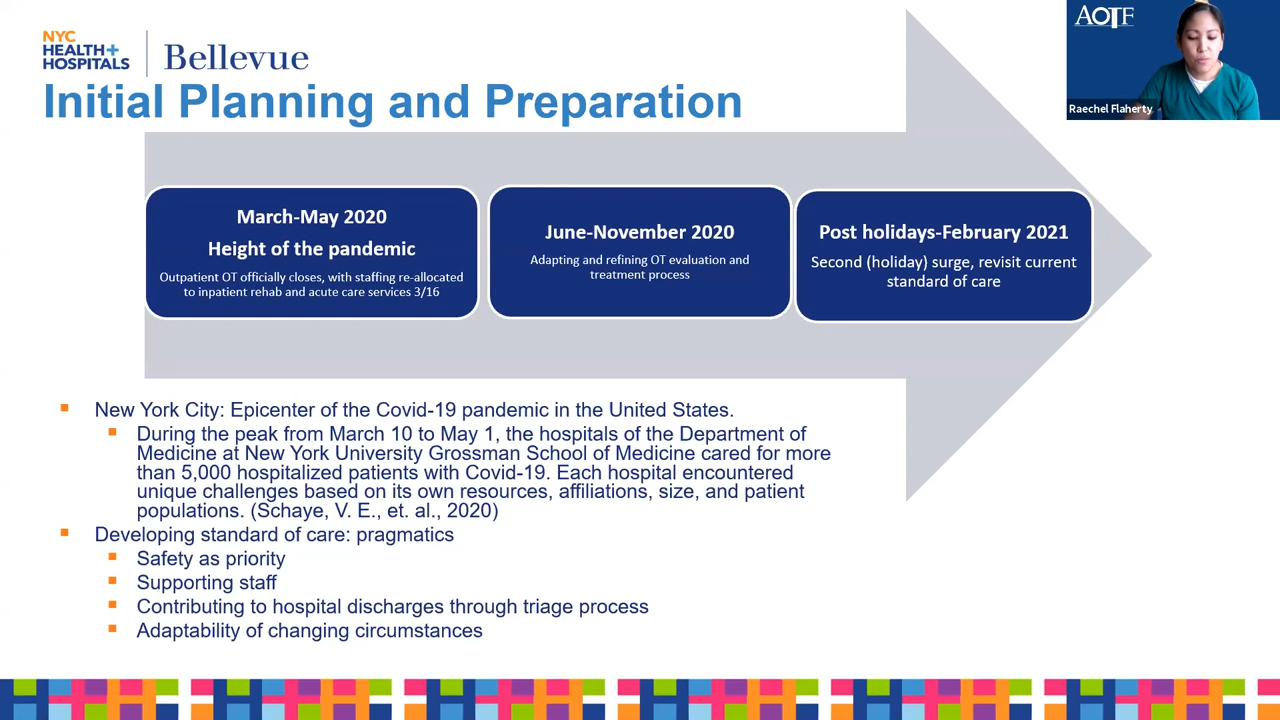 NYC
HEALTH+
HOSPITALS
Bellevue
Initial Planning and Preparation
AOTF
Raechel Flaherty
March-May 2020
Height of the pandemic
Outpatient OT officially closes, with staffing re-allocated
to inpatient rehab and acute care services 3/16
June-November 2020
Adapting and refining OT evaluation and
treatment process
Post holidays-February 2021
Second (holiday) surge, revisit current
standard of care
New York City: Epicenter of the Covid-19 pandemic in the United States.
During the peak from March 10 to May 1, the hospitals of the Department of
Medicine at New York University Grossman School of Medicine cared for more
than 5,000 hospitalized patients with Covid-19. Each hospital encountered
unique challenges based on its own resources, affiliations, size, and patient
populations. (Schaye, V. E., et. al., 2020)
Developing standard of care: pragmatics
Safety as priority
Supporting staff
Contributing to hospital discharges through triage process
Adaptability of changing circumstances